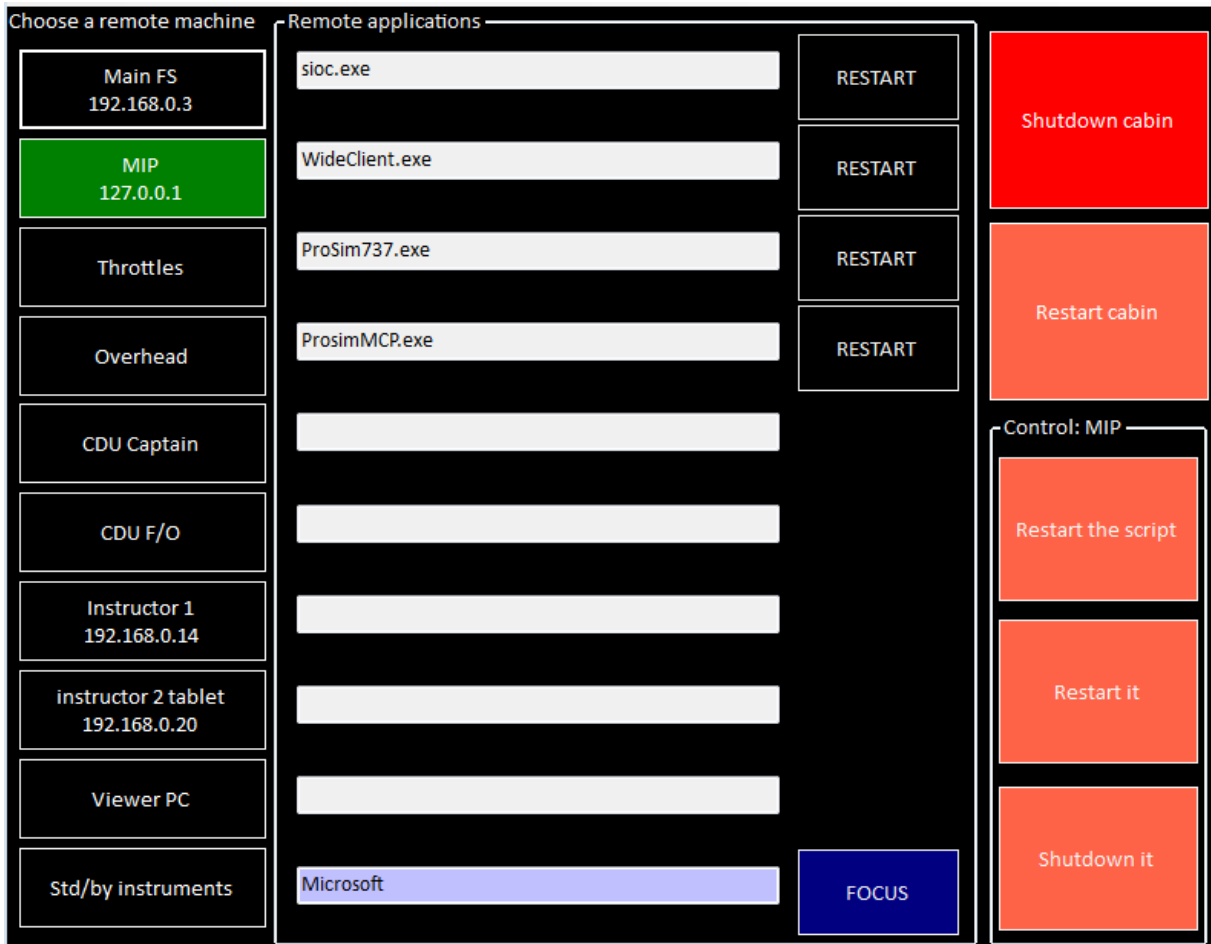 Choose a remote machine
Main FS
192.168.0.3
MIP
127.0.0.1
Throttles
Overhead
CDU Captain
CDU F/O
Instructor 1
192.168.0.14
instructor 2 tablet
192.168.0.20
Viewer PC
Std/by instruments
Remote applications
sioc.exe
RESTART
WideClient.exe
RESTART
ProSim737.exe
RESTART
ProsimMCP.exe
RESTART
Microsoft
FOCUS
Shutdown cabin
Restart cabin
Control: MIP
Restart the script
Restart it
Shutdown it